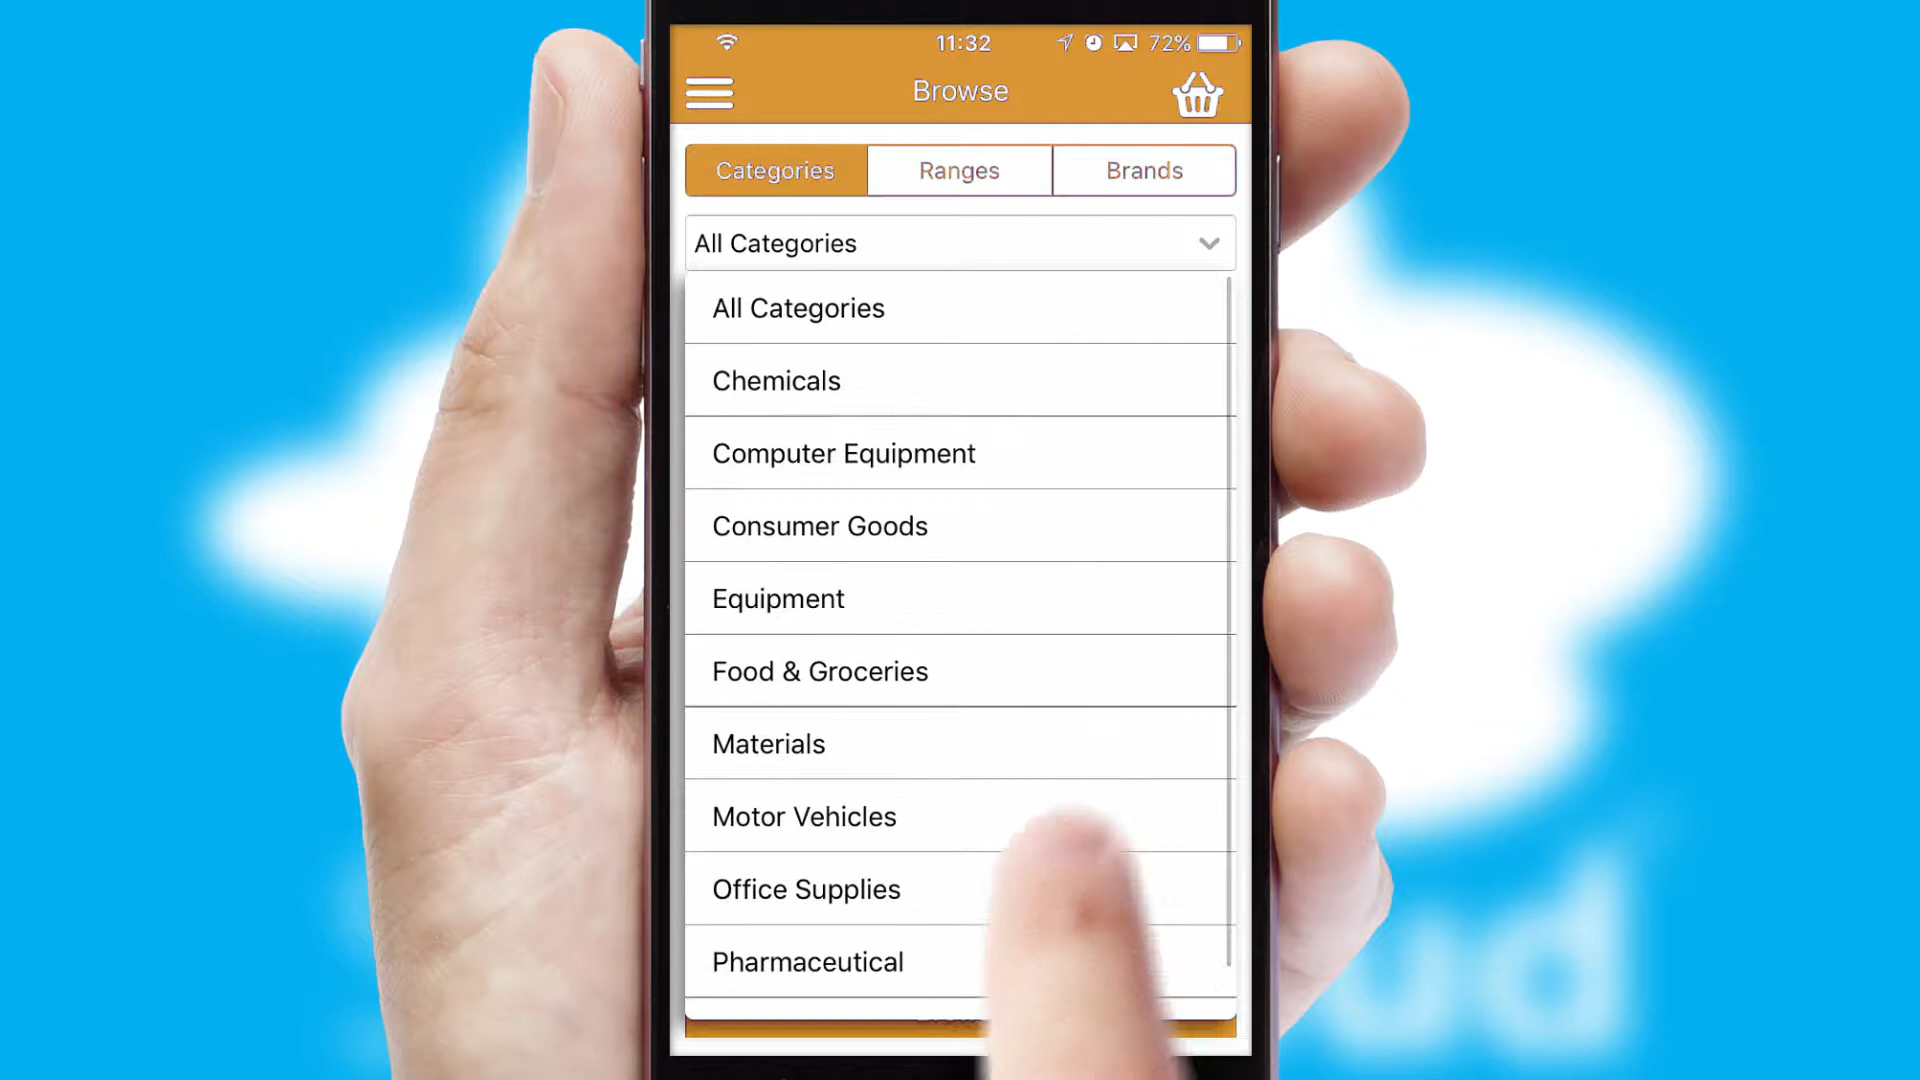 11:32
72%
Browse
Categories
Ranges
Brands
All Categories
All Categories
Chemicals
Computer Equipment
Consumer Goods
Equipment
Food & Groceries
Materials
Motor Vehicles
Office Supplies
Pharmaceutical
ud